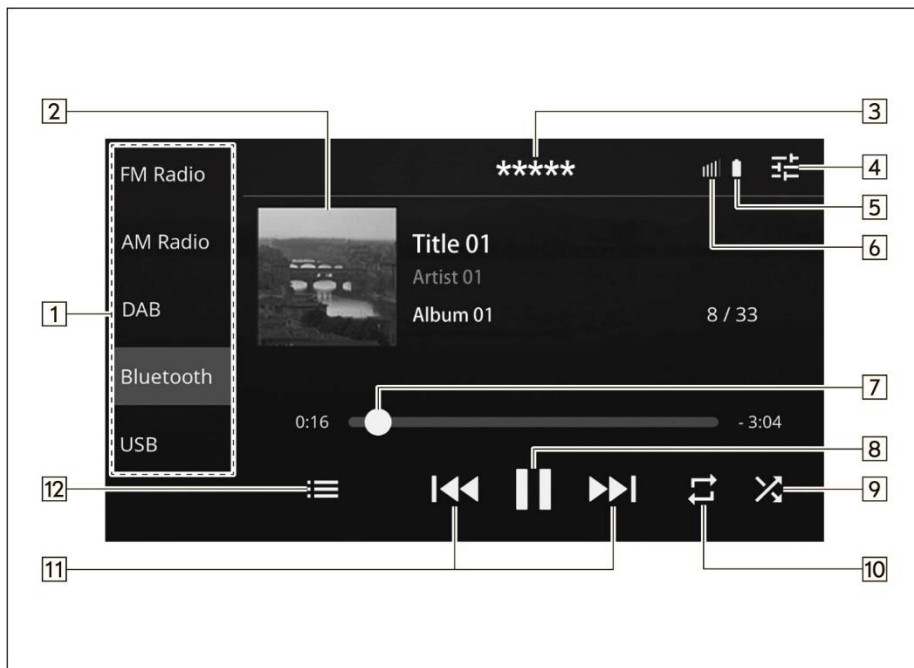 2
3
*****
4
FM Radio
5
AM Radio
Title 01
6
Artist 01
1
DAB
Album 01
8 / 33
Bluetooth
7
0:16
- 3:04
USB
8
12
9
11
10